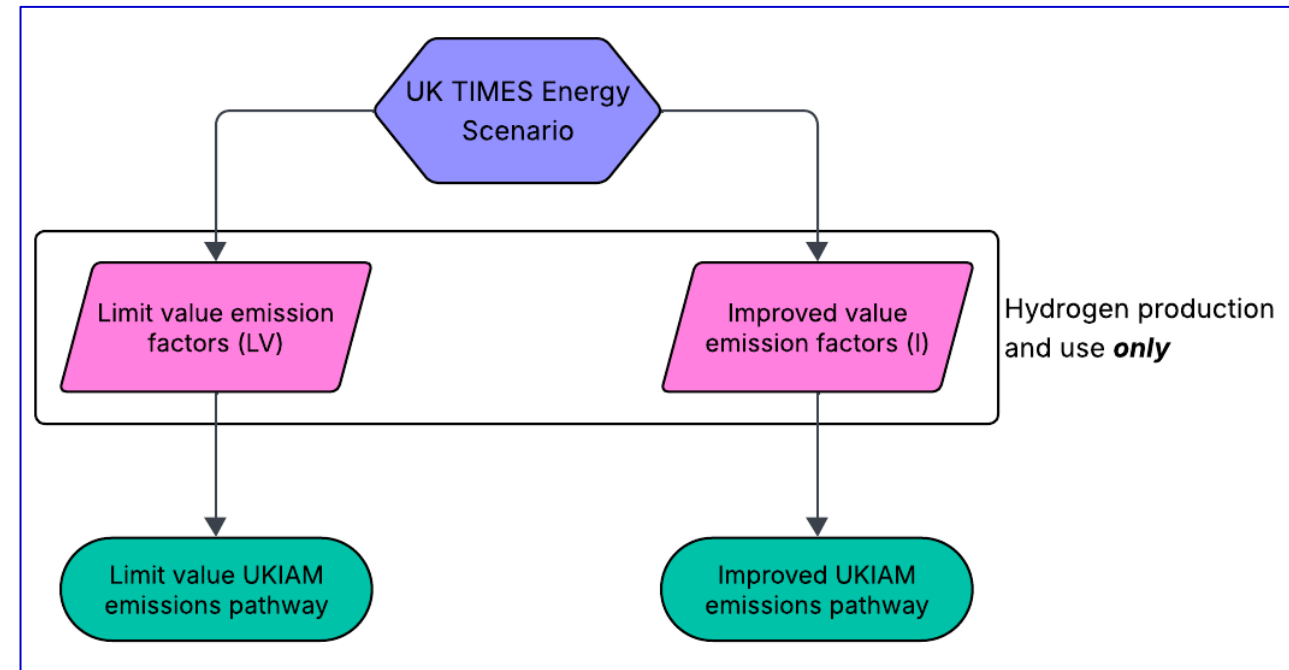 UK TIMES Energy
Scenario
Limit value emission
factors (LV)
Improved value
emission factors (I)
Hydrogen production
and use only
Limit value UKIAM
emissions pathway
Improved UKIAM
emissions pathway